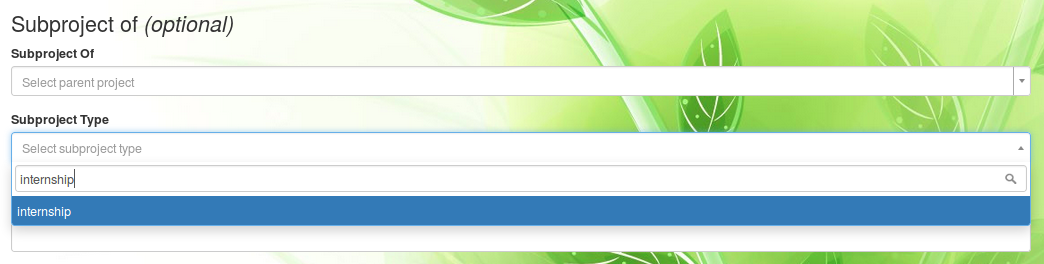 Subproject of (optional)
Subproject Of
Select parent project
Subproject Type
Select subproject type
internship
internship